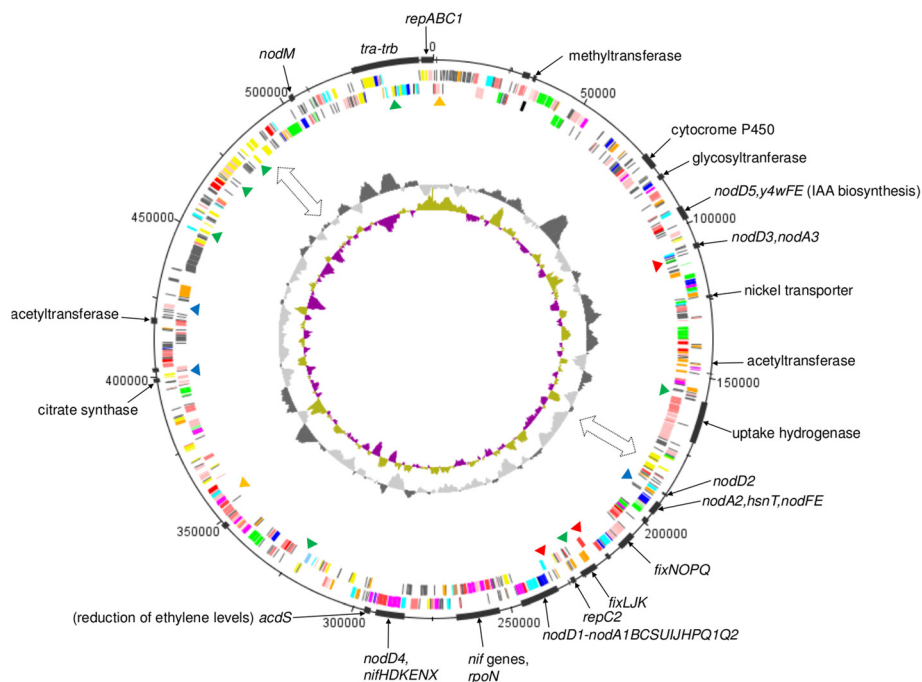 repABC1
0
tra-trb
methyltransferase
nodM
500000
50000
cytocrome P450
glycosyltranferase
nodD5,y4wFE (IAA biosynthesis)
100000
450000
nodD3,nodA3
nickel transporter
acetyltransferase
acetyltransferase
400000
150000
citrate synthase
uptake hydrogenase
nodD2
nodA2,hsnT,nodFE
350000
200000
fixNOPQ
fixLJK
(reduction of ethylene levels) acdS
300000
250000
repC2
nodD1-nodA1BCSUIJHPQ1Q2
nodD4,
nifHDKENX
nif genes,
rpoN